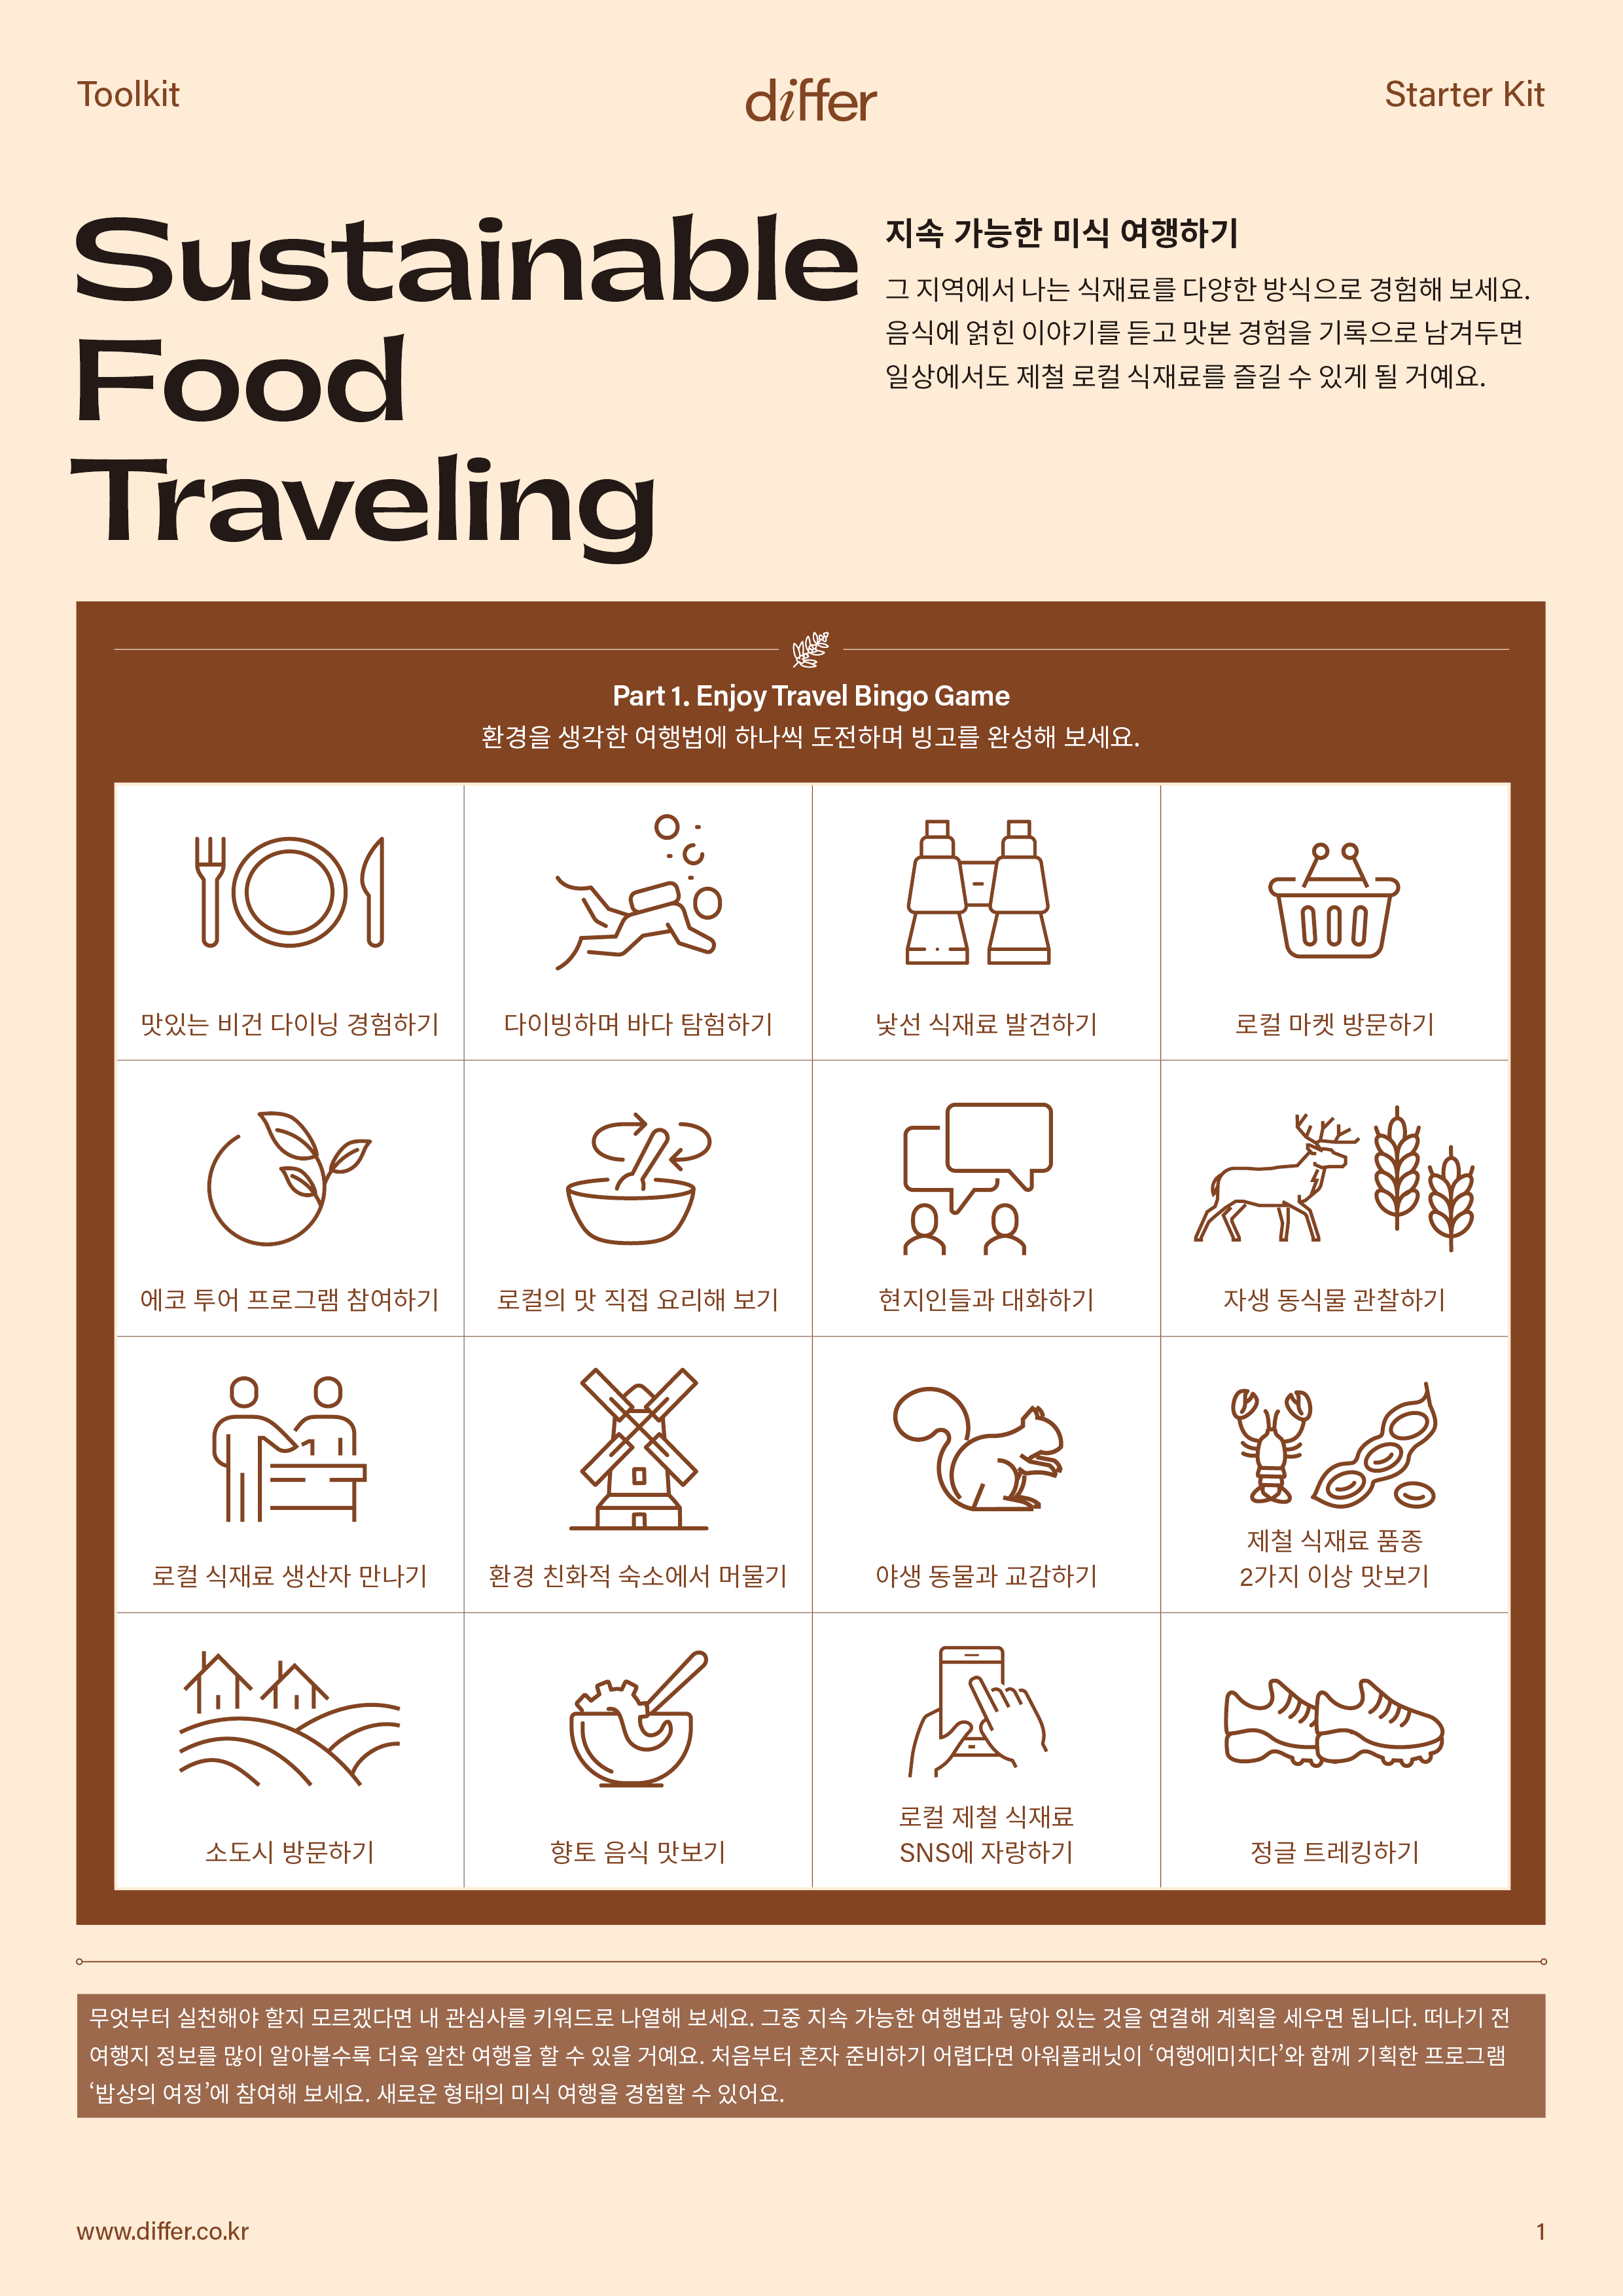 Toolkit
differ
Starter Kit
Sustainable
Food
Traveling
지속 가능한 미식 여행하기
그 지역에서 나는 식재료를 다양한 방식으로 경험해 보세요.
음식에 얽힌 이야기를 듣고 맛본 경험을 기록으로 남겨두면
일상에서도 제철 로컬 식재료를 즐길 수 있게 될 거예요.
Part 1. Enjoy Travel Bingo Game
환경을 생각한 여행법에 하나씩 도전하며 빙고를 완성해 보세요.
맛있는 비건 다이닝 경험하기
다이빙하며 바다 탐험하기
낯선 식재료 발견하기
로컬 마켓 방문하기
에코 투어 프로그램 참여하기
로컬의 맛 직접 요리해 보기
현지인들과 대화하기
자생 동식물 관찰하기
로컬 식재료 생산자 만나기
환경 친화적 숙소에서 머물기
야생 동물과 교감하기
제철 식재료 품종
2가지 이상 맛보기
소도시 방문하기
향토 음식 맛보기
로컬 제철 식재료
SNS에 자랑하기
정글 트레킹하기
무엇부터 실천해야 할지 모르겠다면 내 관심사를 키워드로 나열해 보세요. 그중 지속 가능한 여행법과 닿아 있는 것을 연결해 계획을 세우면 됩니다. 떠나기 전
여행지 정보를 많이 알아볼수록 더욱 알찬 여행을 할 수 있을 거예요. 처음부터 혼자 준비하기 어렵다면 아워플래닛이 ‘여행에미치다’와 함께 기획한 프로그램
‘밥상의 여정’에 참여해 보세요. 새로운 형태의 미식 여행을 경험할 수 있어요.
www.differ.co.kr
1